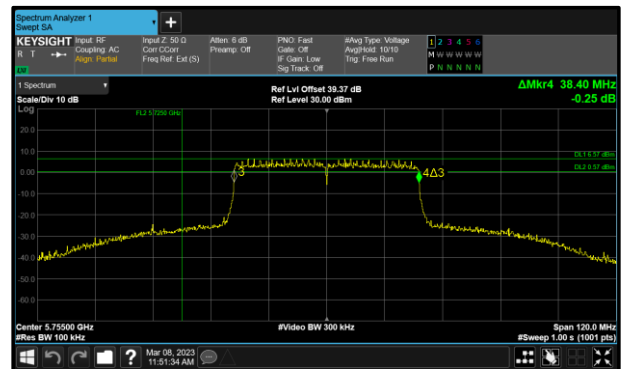 Spectrum Analyzer 1
Swept SA
+
KEYSIGHT
R T
Input: RF
Coupling: AC
Align: Partial
Input Z: 50 Ω
Corr CCorr
Freq Ref: Ext (S)
Atten: 6 dB
Preamp: Off
PNO: Fast
Gate: Off
IF Gain: Low
Sig Track: Off
#Avg Type: Voltage
Avg|Hold: 10/10
Trig: Free Run
1 2 3 4 5 6
M W W W W W
P N N N N N
1 Spectrum
Scale/Div 10 dB
Ref Lvl Offset 39.37 dB
Ref Level 30.00 dBm
ΔMkr4 38.40 MHz
-0.25 dB
Log
FL2 5.7250 GHz
20.0
10.0
DL1 6.57 dBm
0.00
DL2 0.57 dBm
3
4Δ3
-10.0
-20.0
-30.0
-40.0
-50.0
-60.0
Center 5.75500 GHz
#Res BW 100 kHz
#Video BW 300 kHz
Span 120.0 MHz
#Sweep 1.00 s (1001 pts)
?
Mar 08, 2023
11:51:34 AM